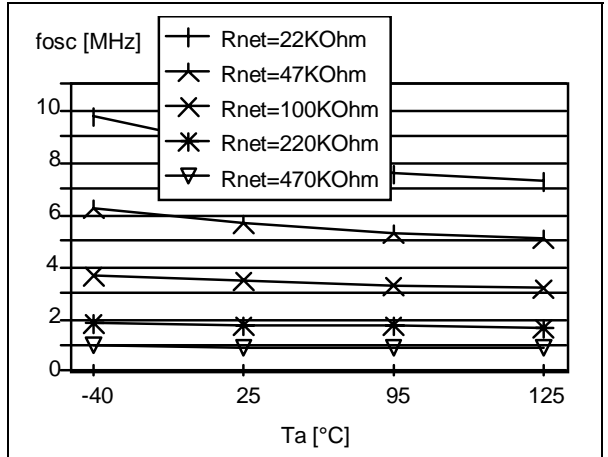 fosc [MHz]
Rnet=22KOhm
Rnet=47KOhm
Rnet=100KOhm
Rnet=220KOhm
Rnet=470KOhm
10
8
6
4
2
0
-40 25 95 125
Ta [°C]